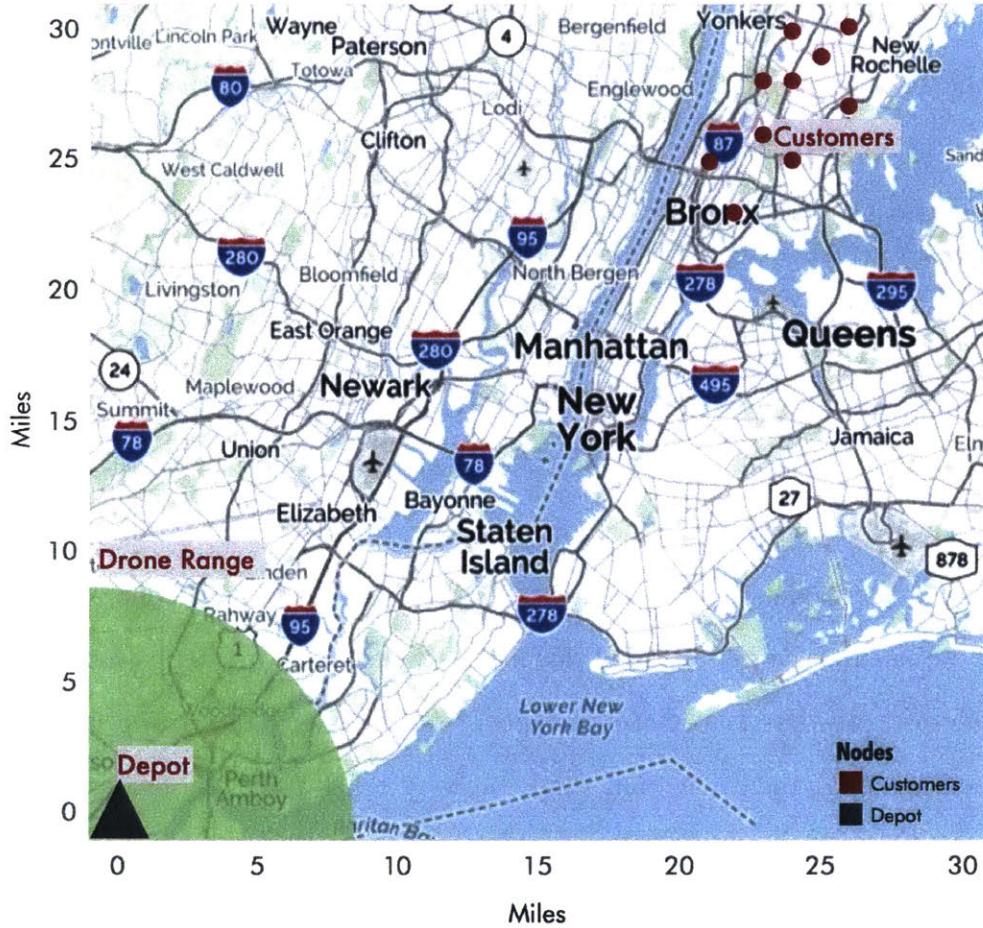 30
25
20
15
10
5
0
Miles
0
5
10
15
20
25
30
Miles
Wayne
Lincoln Park
Paterson
4
Bergenfield
Yonkers
New
Rochelle
Totowa
80
Lodi
Englewood
Clifton
87
Customers
West Caldwell
Bronx
95
280
Bloomfield
North Bergen
278
295
Livingston
East Orange
280
Manhattan
Queens
24
Maplewood
Newark
495
Summit
New
York
78
Union
78
Jamaica
Bayonne
27
Elizabeth
Staten
Island
878
Drone Range
Rahway
95
278
1
Carteret
Lower New
York Bay
Depot
Perth
Amboy
Nodes
Customers
Depot